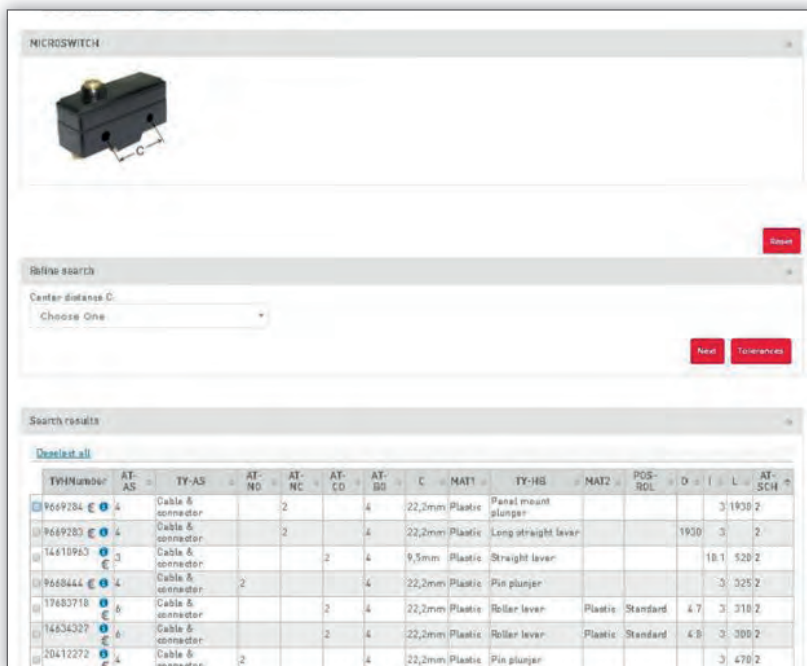 MICROSWITCH
C
Reset
Refine search
Center distance C
Choose One
Next Tolerances
Search results
Deselect all
TVHNumber AT-AS TY-AS AT-NO AT-NC AT-CO AT-BO C MAT1 TY-HB MAT2 POS-ROL D I L AT-SCH
9669284 € 4 Cable & connector 2 4 22,2mm Plastic Panel mount plunger 3 1930 2
9669283 € 4 Cable & connector 2 4 22,2mm Plastic Long straight lever 1930 3 2
14610963 € 3 Cable & connector 2 9,5mm Plastic Straight lever 10.1 520 2
9668444 € 4 Cable & connector 2 4 22,2mm Plastic Pin plunjer 3 325 2
17683718 € 6 Cable & connector 2 4 22,2mm Plastic Roller lever Plastic Standard 4.7 3 310 2
14634327 € 6 Cable & connector 2 4 22,2mm Plastic Roller lever Plastic Standard 4.8 3 300 2
20412272 € 4 Cable & connector 2 4 22,2mm Plastic Pin plunjer 3 470 2